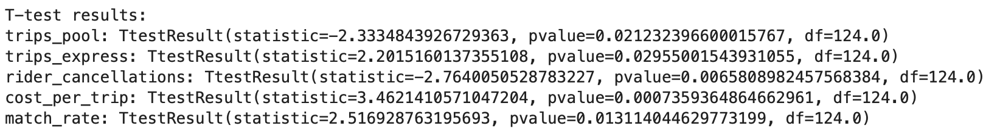 T-test results:
trips_pool: TtestResult(statistic=-2.3334843926729363, pvalue=0.021232396600015767, df=124.0)
trips_express: TtestResult(statistic=2.2015160137355108, pvalue=0.02955001543931055, df=124.0)
rider_cancellations: TtestResult(statistic=-2.7640050528783227, pvalue=0.0065808982457568384, df=124.0)
cost_per_trip: TtestResult(statistic=3.4621410571047204, pvalue=0.0007359364864662961, df=124.0)
match_rate: TtestResult(statistic=2.516928763195693, pvalue=0.013114044629773199, df=124.0)